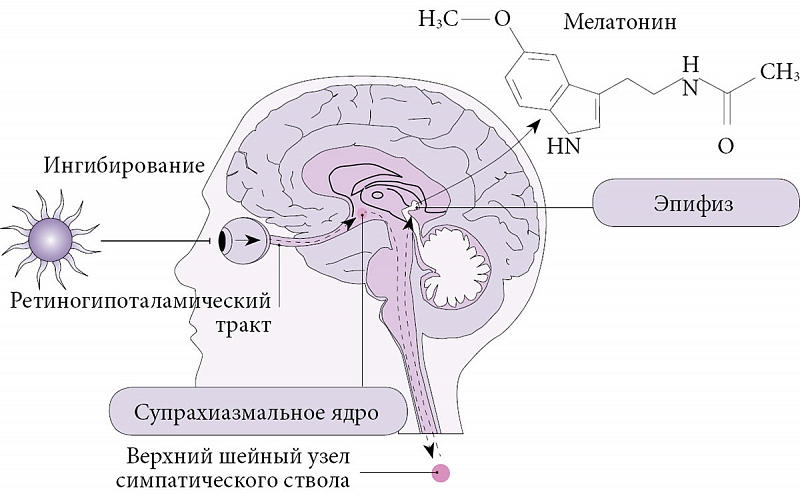 H₃C
O
Мелатонин
H
N
CH₃
O
HN
Ингибирование
Эпифиз
Ретиногипоталамический
тракт
Супрахиазмальное ядро
Верхний шейный узел
симпатического ствола